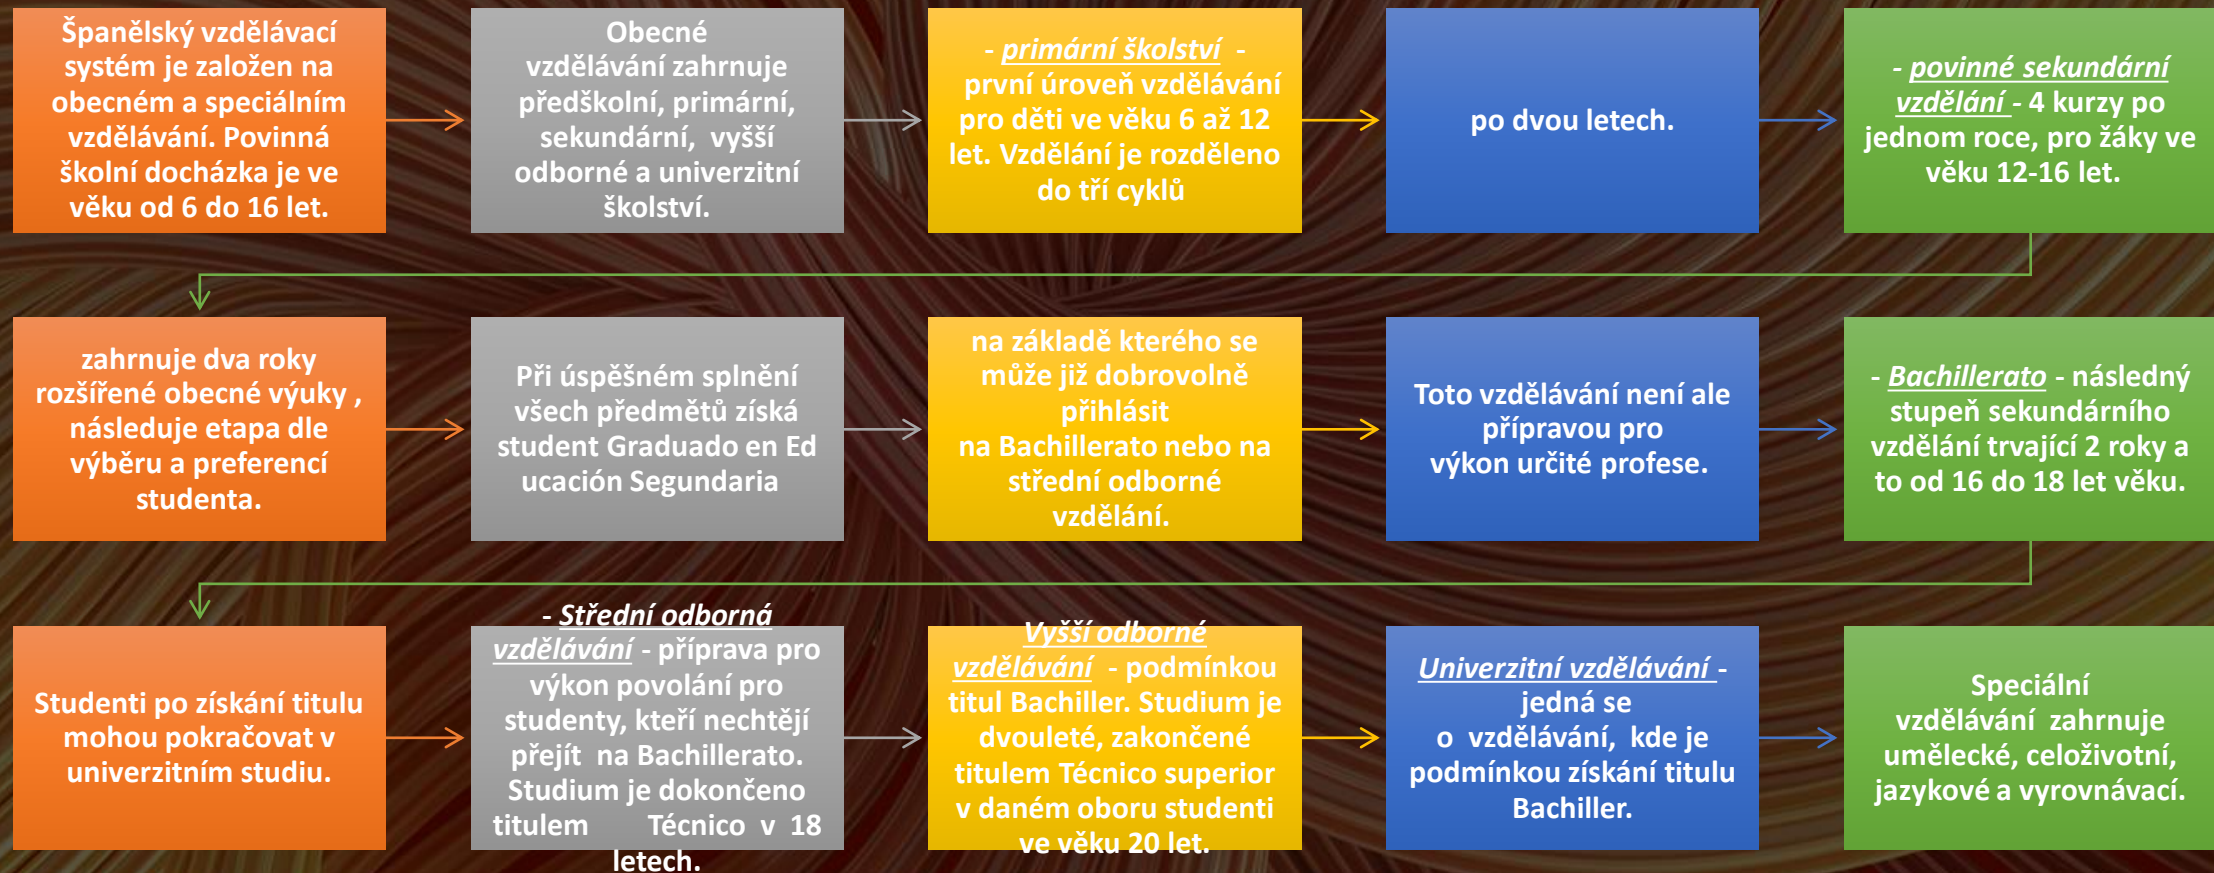 Španělský vzdělávací
systém je založen na
obecném a speciálním
vzdělávání. Povinná
školní docházka je ve
věku od 6 do 16 let.
Obecné
vzdělávání zahrnuje
předškolní, primární,
sekundární, vyšší
odborné a univerzitní
školství.
- primární školství -
první úroveň vzdělávání
pro děti ve věku 6 až 12
let. Vzdělání je rozděleno
do tří cyklů
po dvou letech.
- povinné sekundární
vzdělání - 4 kurzy po
jednom roce, pro žáky ve
věku 12-16 let.
zahrnuje dva roky
rozšířené obecné výuky ,
následuje etapa dle
výběru a preferencí
studenta.
Při úspěšném splnění
všech předmětů získá
student Graduado en Ed
ucación Segundaria
na základě kterého se
může již dobrovolně
přihlásit
na Bachillerato nebo na
střední odborné
vzdělání.
Toto vzdělávání není ale
přípravou pro
výkon určité profese.
- Bachillerato - následný
stupeň sekundárního
vzdělání trvající 2 roky a
to od 16 do 18 let věku.
Studenti po získání titulu
mohou pokračovat v
univerzitním studiu.
- Střední odborná
vzdělávání - příprava pro
výkon povolání pro
studenty, kteří nechtějí
přejít na Bachillerato.
Studium je dokončeno
titulem Técnico v 18
letech.
Vyšší odborné
vzdělávání - podmínkou
titul Bachiller. Studium je
dvouleté, zakončené
titulem Técnico superior
v daném oboru studenti
ve věku 20 let.
Univerzitní vzdělávání -
jedná se
o vzdělávání, kde je
podmínkou získání titulu
Bachiller.
Speciální
vzdělávání zahrnuje
umělecké, celoživotní,
jazykové a vyrovnávací.